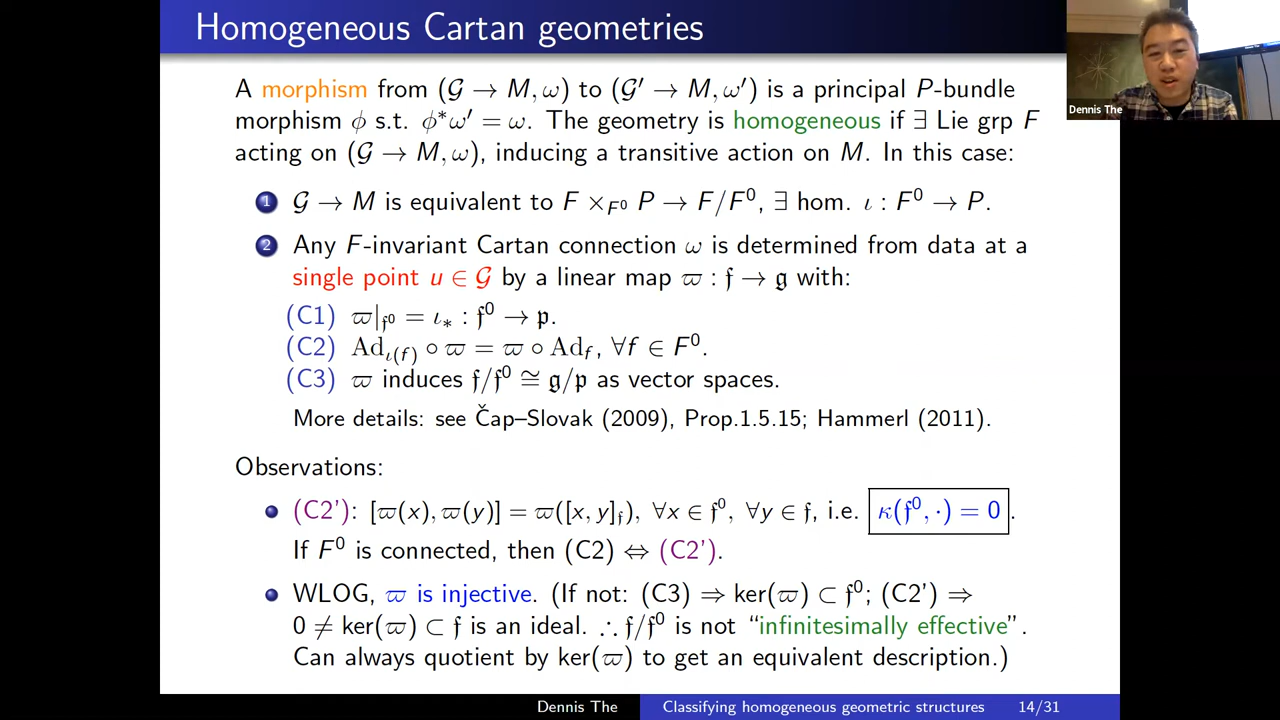 Homogeneous Cartan geometries
Dennis The
A morphism from (𝒢 → M, ω) to (𝒢′ → M, ω′) is a principal P-bundle
morphism ϕ s.t. ϕ*ω′ = ω. The geometry is homogeneous if ∃ Lie grp F
acting on (𝒢 → M, ω), inducing a transitive action on M. In this case:
1 𝒢 → M is equivalent to F ×_{F⁰} P → F/F⁰, ∃ hom. ι : F⁰ → P.
2 Any F-invariant Cartan connection ω is determined from data at a
single point u ∈ 𝒢 by a linear map ϖ : 𝔣 → 𝔤 with:
(C1) ϖ|_{𝔣⁰} = ι_* : 𝔣⁰ → 𝔭.
(C2) Ad_{ι(f)} ∘ ϖ = ϖ ∘ Ad_f, ∀f ∈ F⁰.
(C3) ϖ induces 𝔣/𝔣⁰ ≅ 𝔤/𝔭 as vector spaces.
More details: see Čap–Slovak (2009), Prop.1.5.15; Hammerl (2011).
Observations:
(C2'): [ϖ(x), ϖ(y)] = ϖ([x, y]_𝔣), ∀x ∈ 𝔣⁰, ∀y ∈ 𝔣, i.e. κ(𝔣⁰, ·) = 0 .
If F⁰ is connected, then (C2) ⇔ (C2').
WLOG, ϖ is injective. (If not: (C3) ⇒ ker(ϖ) ⊂ 𝔣⁰; (C2') ⇒
0 ≠ ker(ϖ) ⊂ 𝔣 is an ideal. ∴ 𝔣/𝔣⁰ is not “infinitesimally effective”.
Can always quotient by ker(ϖ) to get an equivalent description.)
Dennis The Classifying homogeneous geometric structures 14/31